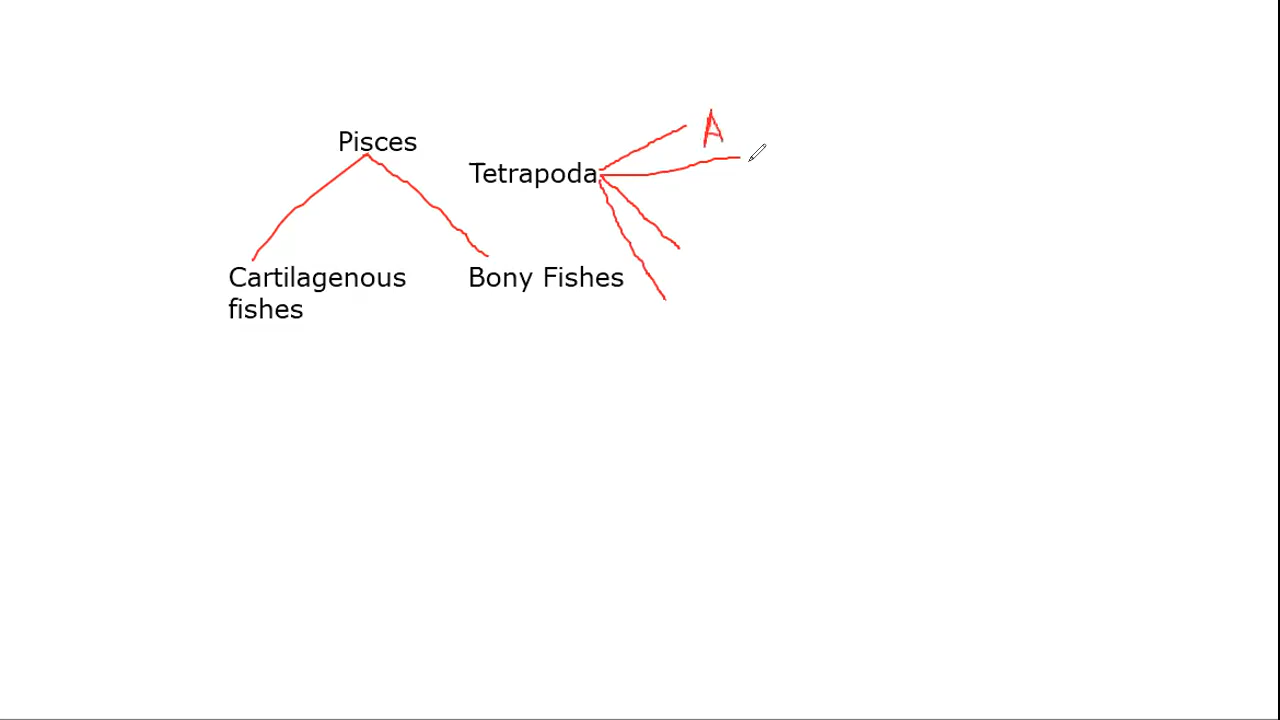 Pisces
Tetrapoda
A
Cartilagenous
fishes
Bony Fishes